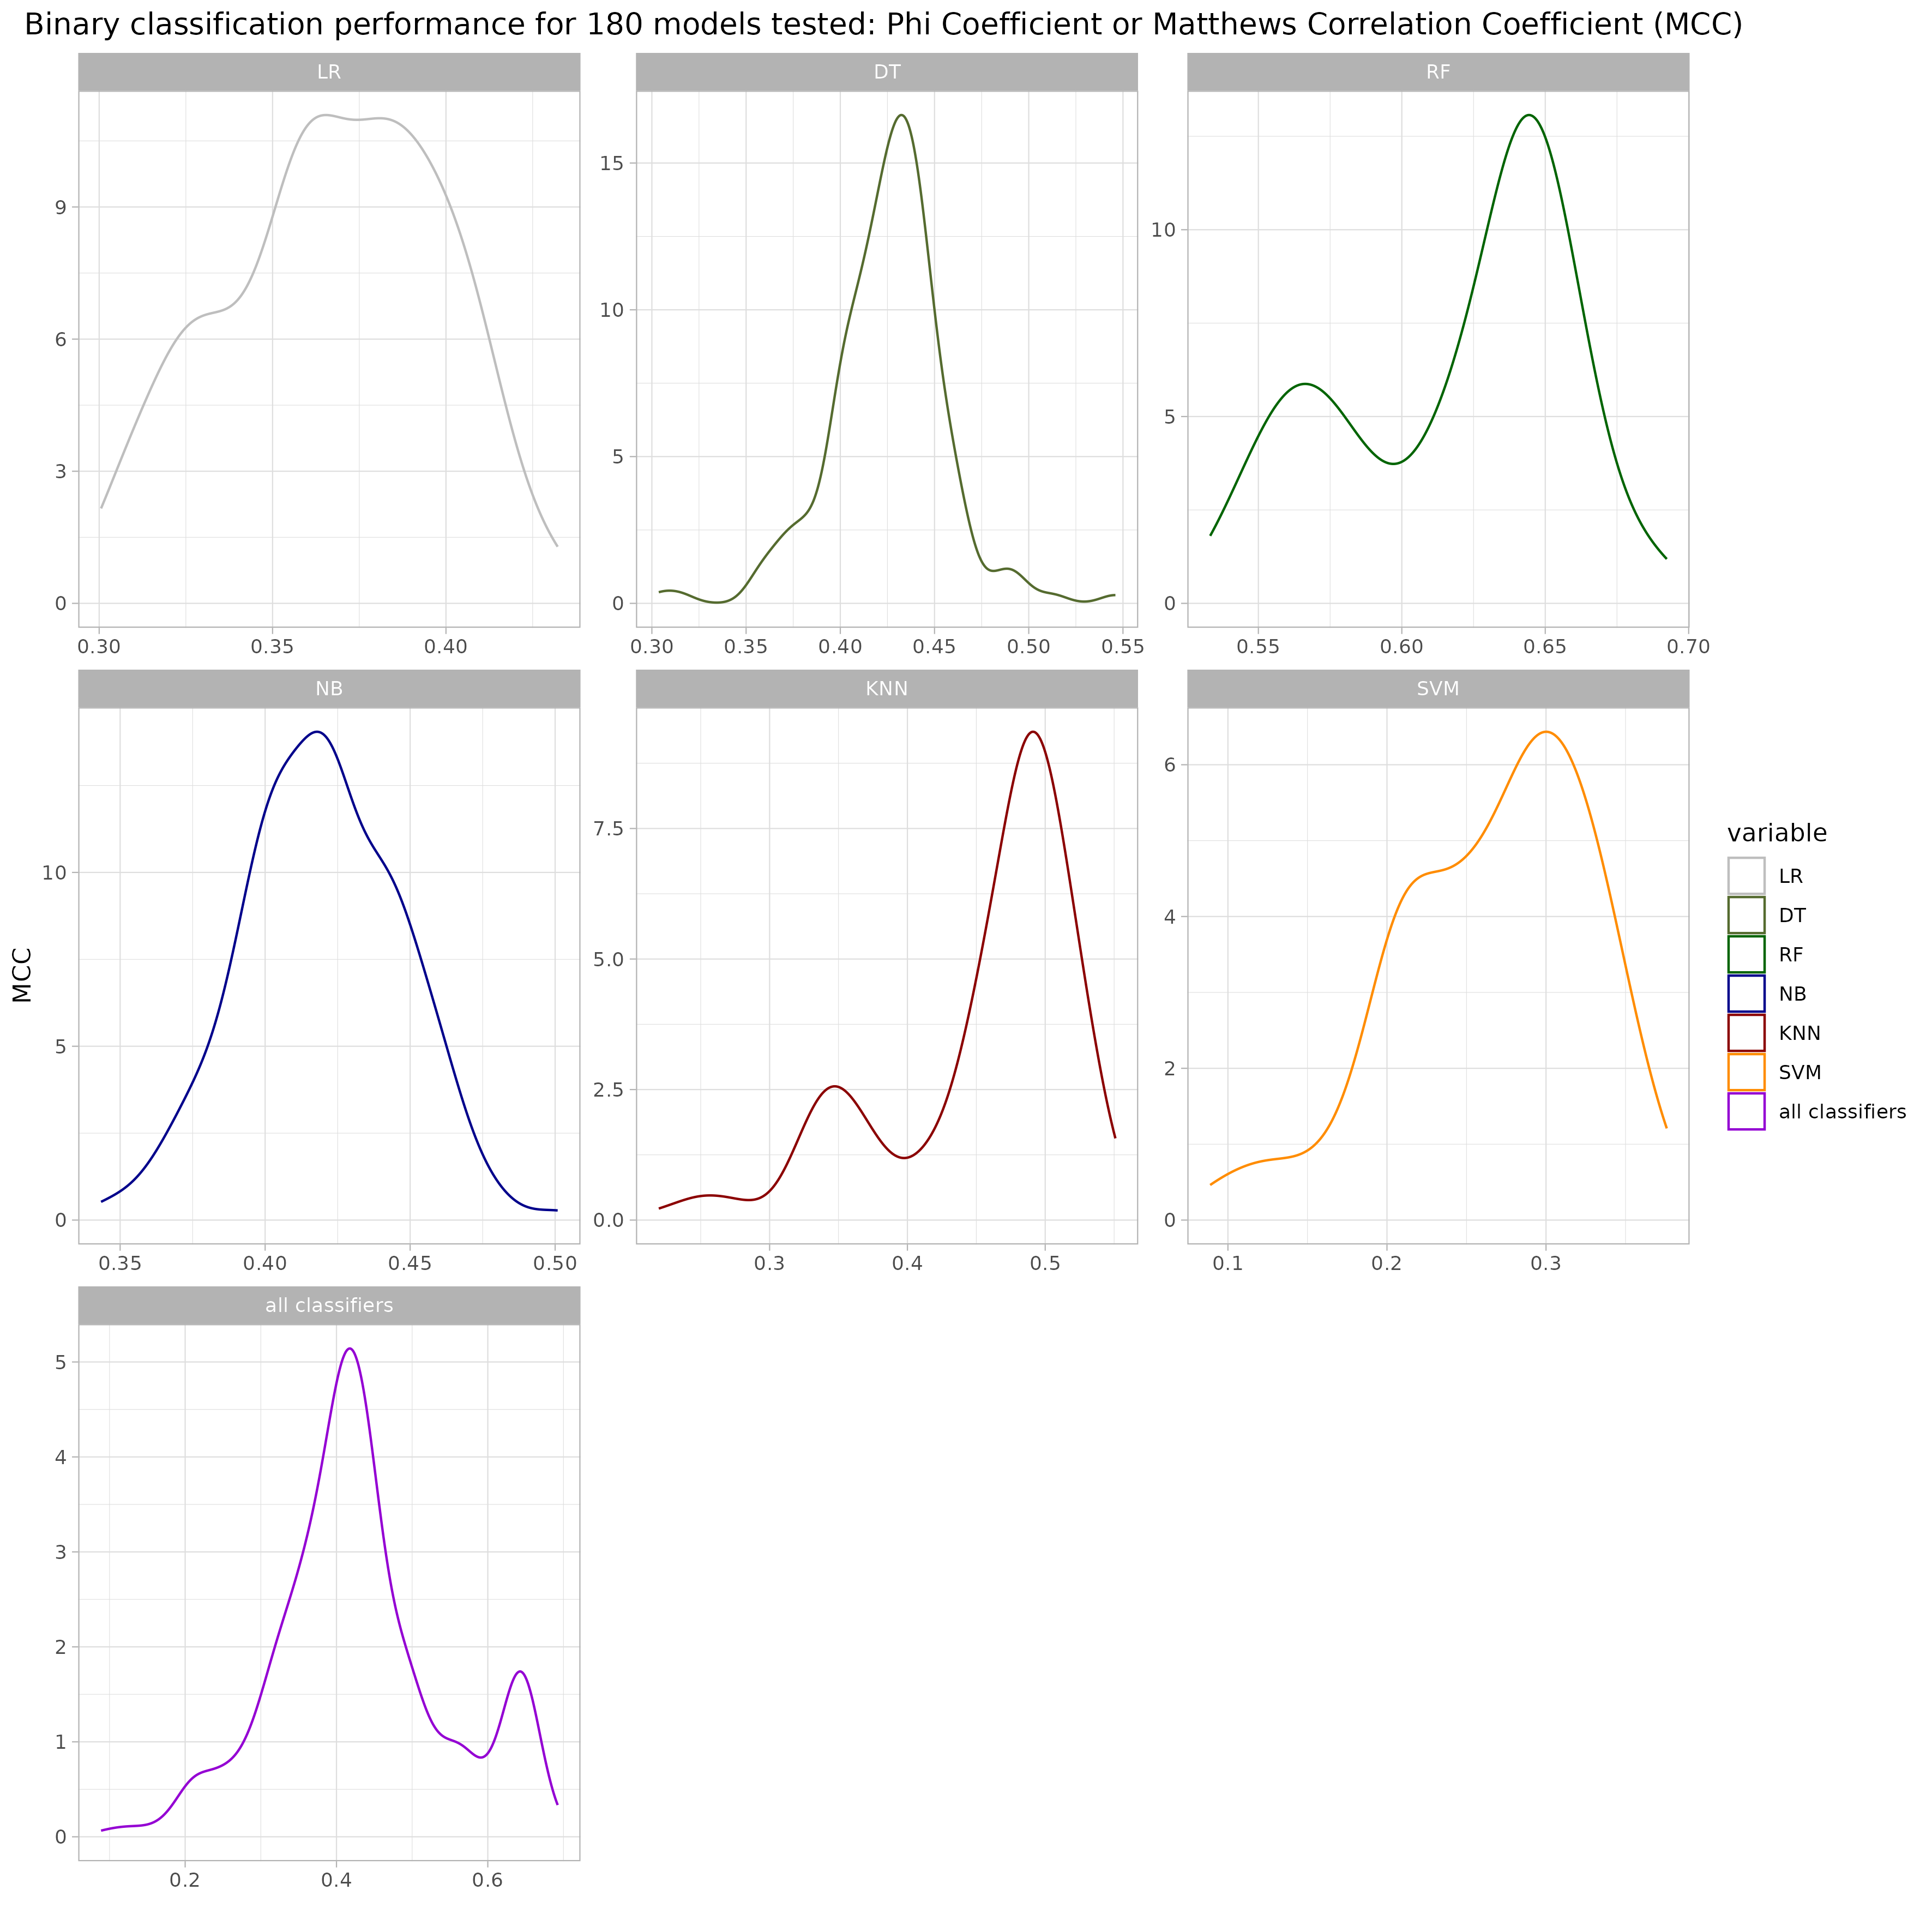 Binary classification performance for 180 models tested: Phi Coefficient or Matthews Correlation Coefficient (MCC)
LR
DT
RF
9
6
3
0
0.30 0.35 0.40
15
10
5
0
0.30 0.35 0.40 0.45 0.50 0.55
10
5
0
0.55 0.60 0.65 0.70
NB
KNN
SVM
MCC
10
5
0
0.35 0.40 0.45 0.50
7.5
5.0
2.5
0.0
0.3 0.4 0.5
6
4
2
0
0.1 0.2 0.3
all classifiers
5
4
3
2
1
0
0.2 0.4 0.6
variable
LR
DT
RF
NB
KNN
SVM
all classifiers